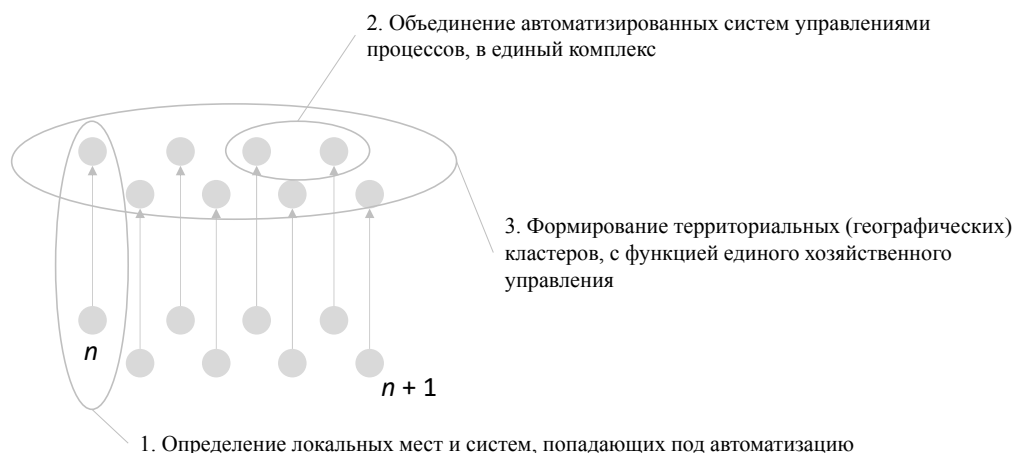 2. Объединение автоматизированных систем управлениями
процессов, в единый комплекс
3. Формирование территориальных (географических)
кластеров, с функцией единого хозяйственного
управления
n
n + 1
1. Определение локальных мест и систем, попадающих под автоматизацию